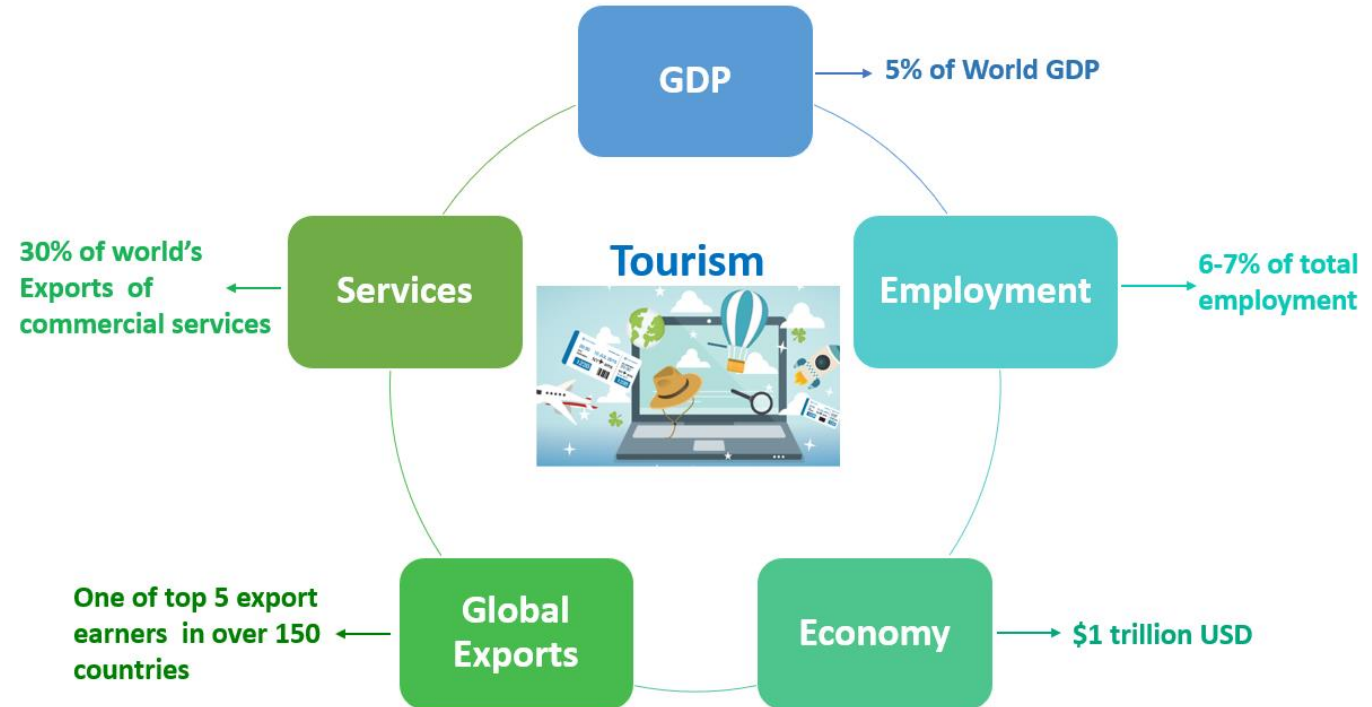 GDP
5% of World GDP
30% of world's
Exports of
commercial services
Services
Tourism
Employment
6-7% of total
employment
One of top 5 export
earners in over 150
countries
Global
Exports
Economy
$1 trillion USD